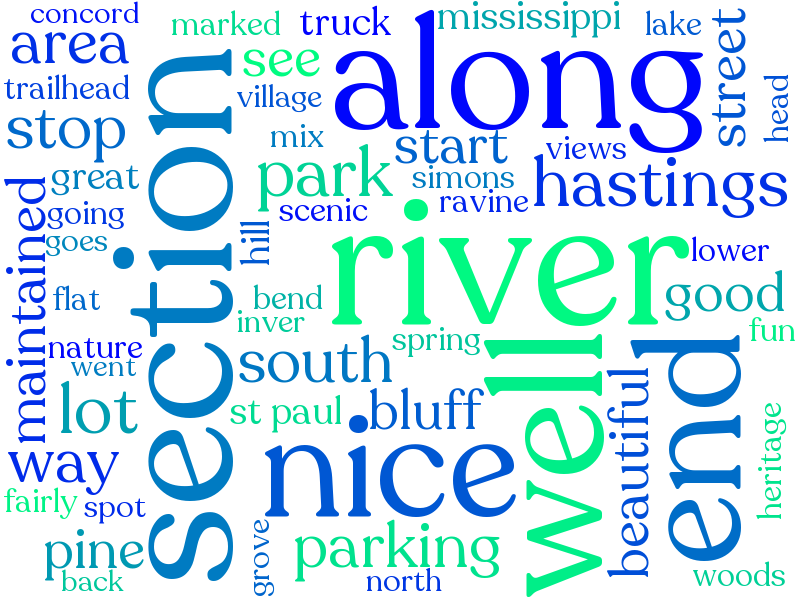 concord
marked
truck
mississippi
lake
area
see
along
street
head
trailhead
village
stop
section
mix
start
views
great
park
simons
hastings
maintained
going
scenic
ravine
goes
hill
river
lower
flat
bend
good
inver
spring
fun
nature
went
south
well
end
lot
st paul
bluff
beautiful
heritage
way
nice
fairly
spot
pine
grove
parking
back
north
woods